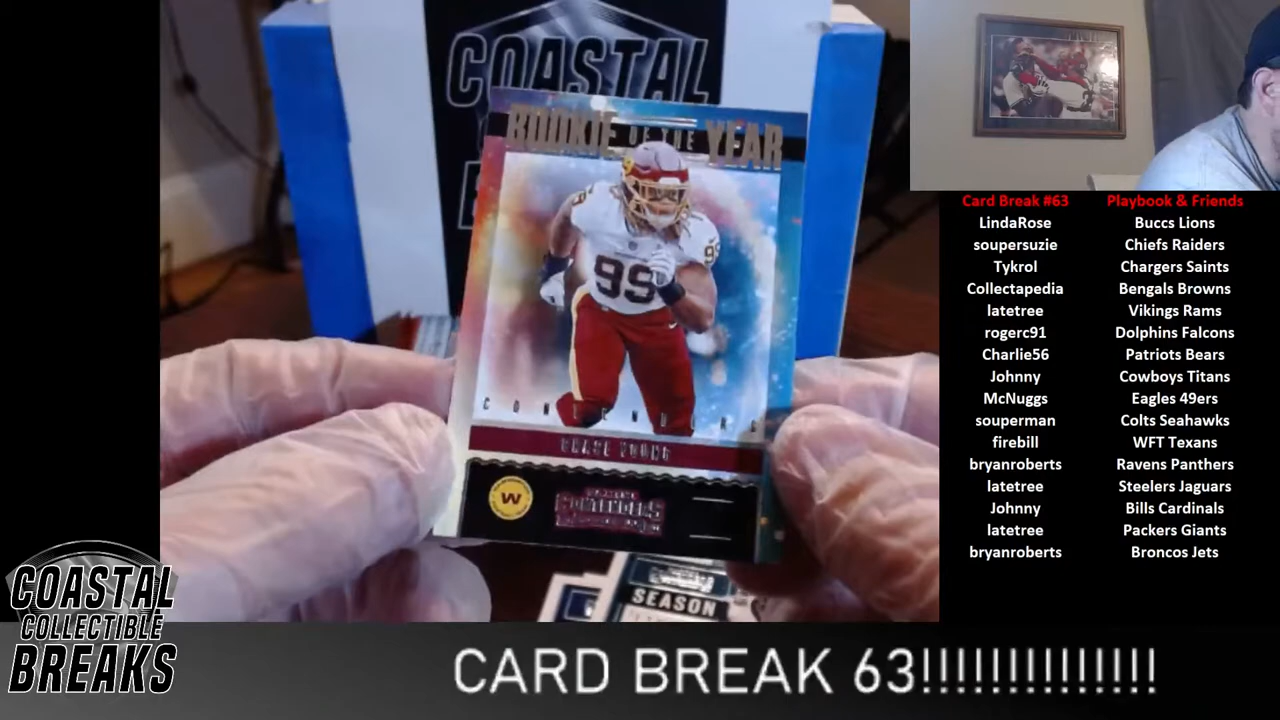 COASTAL
ROOKIE OF THE YEAR
99
99
CONTENDERS
CHASE YOUNG
W
CONTENDERS
SEASON
Card Break #63 Playbook & Friends
LindaRose Buccs Lions
soupersuzie Chiefs Raiders
Tykrol Chargers Saints
Collectapedia Bengals Browns
latetree Vikings Rams
rogerc91 Dolphins Falcons
Charlie56 Patriots Bears
Johnny Cowboys Titans
McNuggs Eagles 49ers
souperman Colts Seahawks
firebill WFT Texans
bryanroberts Ravens Panthers
latetree Steelers Jaguars
Johnny Bills Cardinals
latetree Packers Giants
bryanroberts Broncos Jets
COASTAL
COLLECTIBLE
BREAKS
CARD BREAK 63!!!!!!!!!!!!!!!